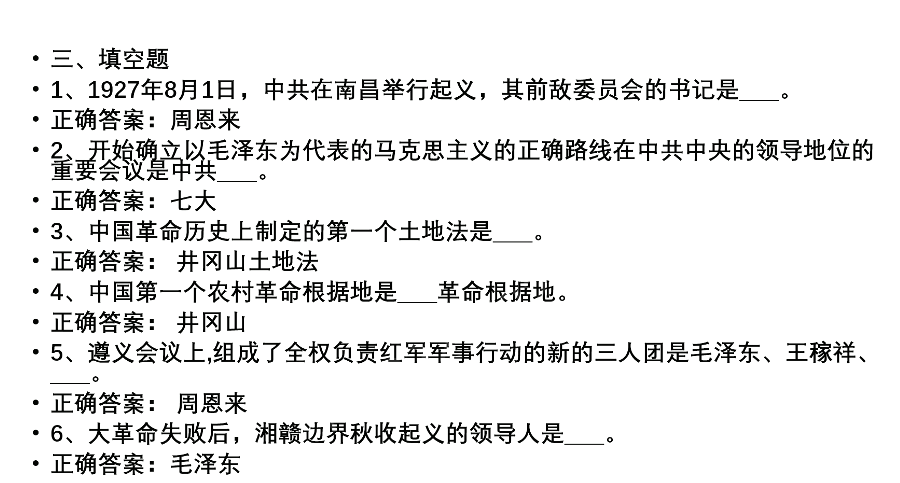 • 三、填空题
• 1、1927年8月1日，中共在南昌举行起义，其前敌委员会的书记是___。
• 正确答案：周恩来
• 2、开始确立以毛泽东为代表的马克思主义的正确路线在中共中央的领导地位的
重要会议是中共___。
• 正确答案：七大
• 3、中国革命历史上制定的第一个土地法是___。
• 正确答案： 井冈山土地法
• 4、中国第一个农村革命根据地是___革命根据地。
• 正确答案： 井冈山
• 5、遵义会议上,组成了全权负责红军军事行动的新的三人团是毛泽东、王稼祥、
___。
• 正确答案： 周恩来
• 6、大革命失败后，湘赣边界秋收起义的领导人是___。
• 正确答案：毛泽东